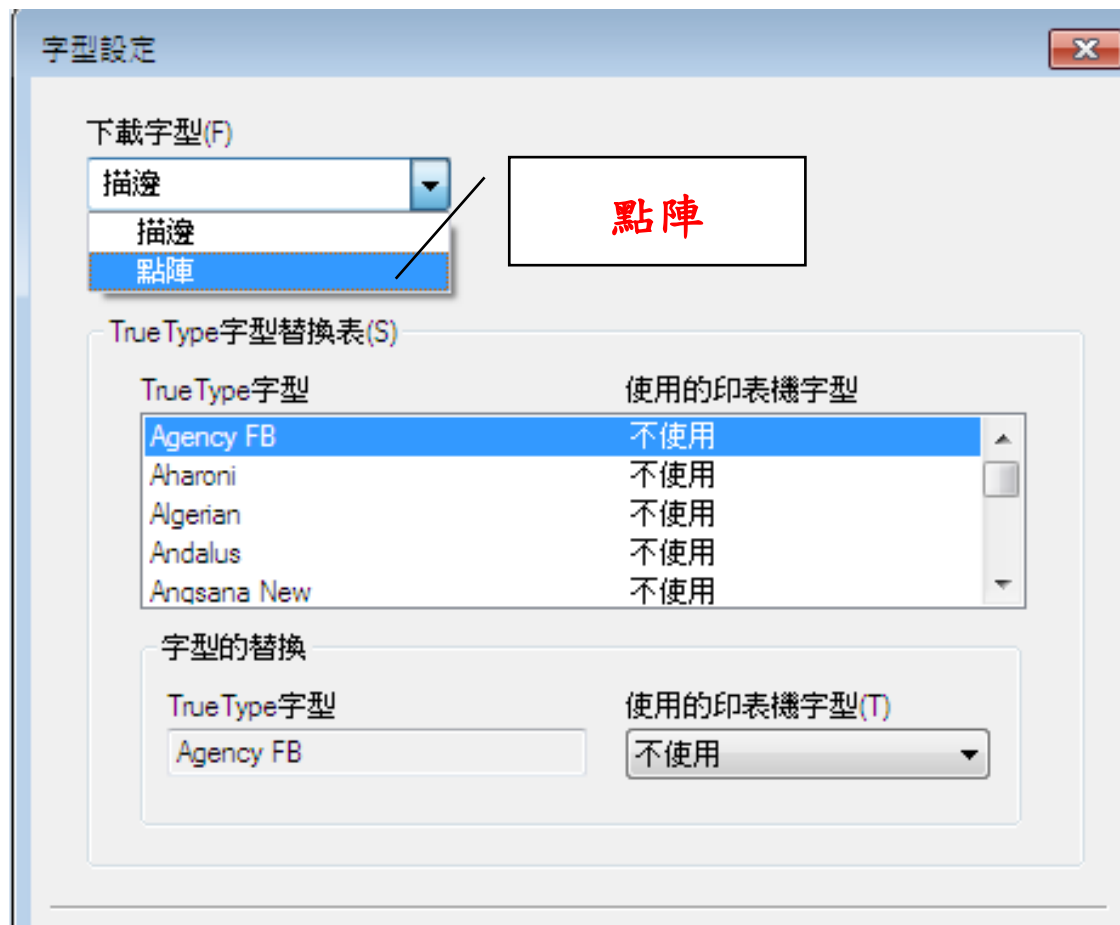 字型設定
下載字型(F)
描邊
描邊
點陣
點陣
TrueType字型替換表(S)
TrueType字型 使用的印表機字型
Agency FB 不使用
Aharoni 不使用
Algerian 不使用
Andalus 不使用
Angsana New 不使用
字型的替換
TrueType字型 使用的印表機字型(T)
Agency FB 不使用